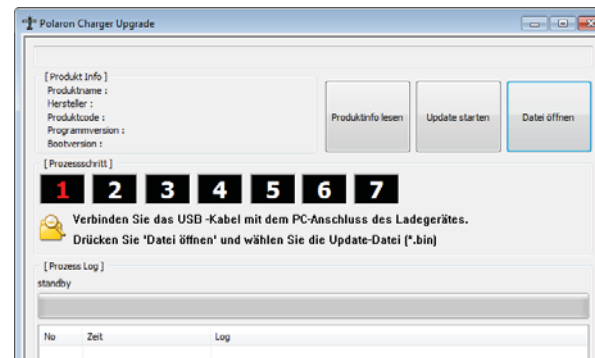 Polaron Charger Upgrade
[ Produkt Info ]
Produktname :
Hersteller :
Produktcode :
Programmversion :
Bootversion :
Produktinfo lesen
Update starten
Datei öffnen
[ Prozessschritt ]
1 2 3 4 5 6 7
Verbinden Sie das USB -Kabel mit dem PC-Anschluss des Ladegerätes.
Drücken Sie 'Datei öffnen' und wählen Sie die Update-Datei (*.bin)
[ Prozess Log ]
standby
No Zeit Log